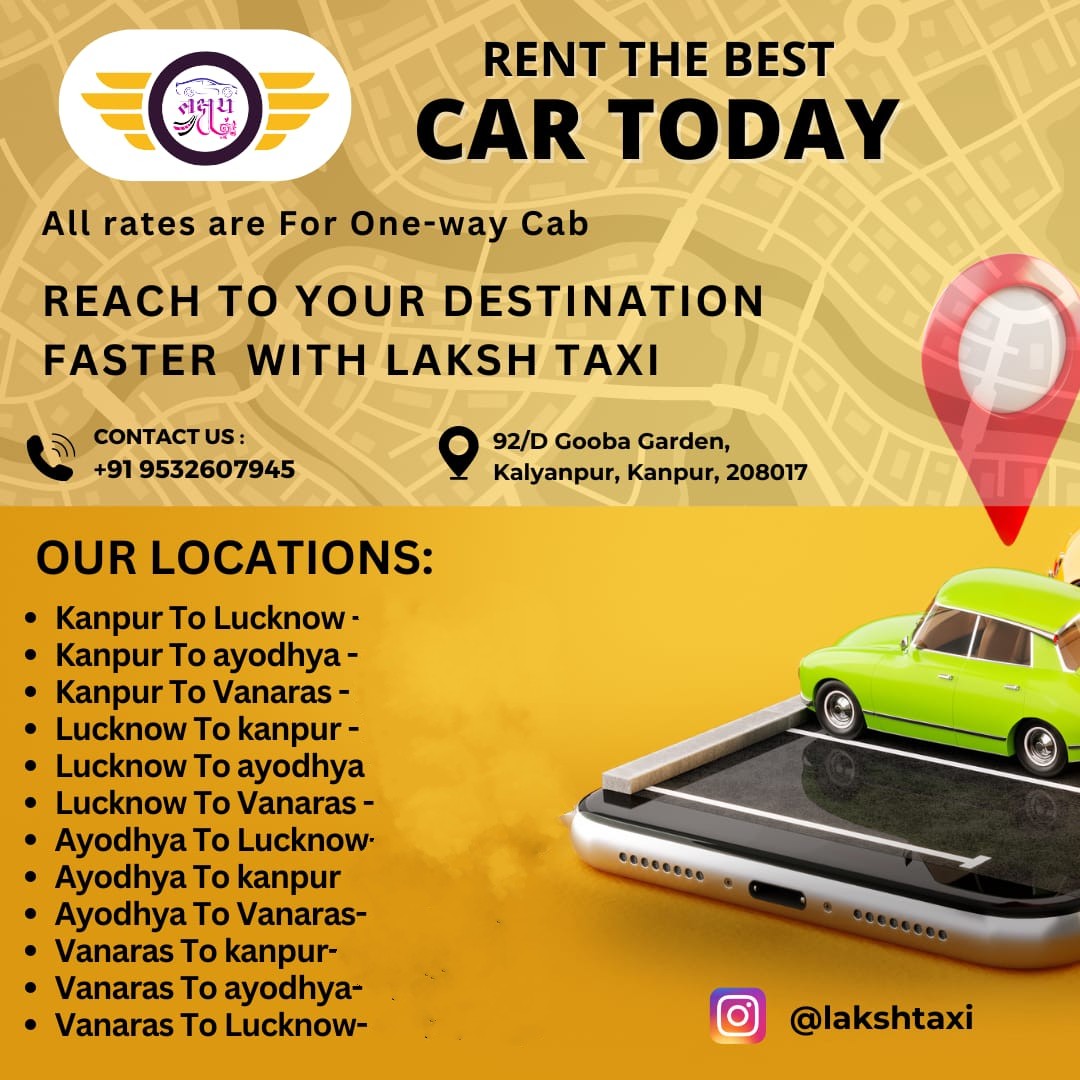 RENT THE BEST
CAR TODAY
All rates are For One-way Cab
REACH TO YOUR DESTINATION
FASTER WITH LAKSH TAXI
CONTACT US :
+91 9532607945
92/D Gooba Garden,
Kalyanpur, Kanpur, 208017
OUR LOCATIONS:
• Kanpur To Lucknow -
• Kanpur To ayodhya -
• Kanpur To Vanaras -
• Lucknow To kanpur -
• Lucknow To ayodhya
• Lucknow To Vanaras -
• Ayodhya To Lucknow-
• Ayodhya To kanpur
• Ayodhya To Vanaras-
• Vanaras To kanpur-
• Vanaras To ayodhya-
• Vanaras To Lucknow-
@lakshtaxi